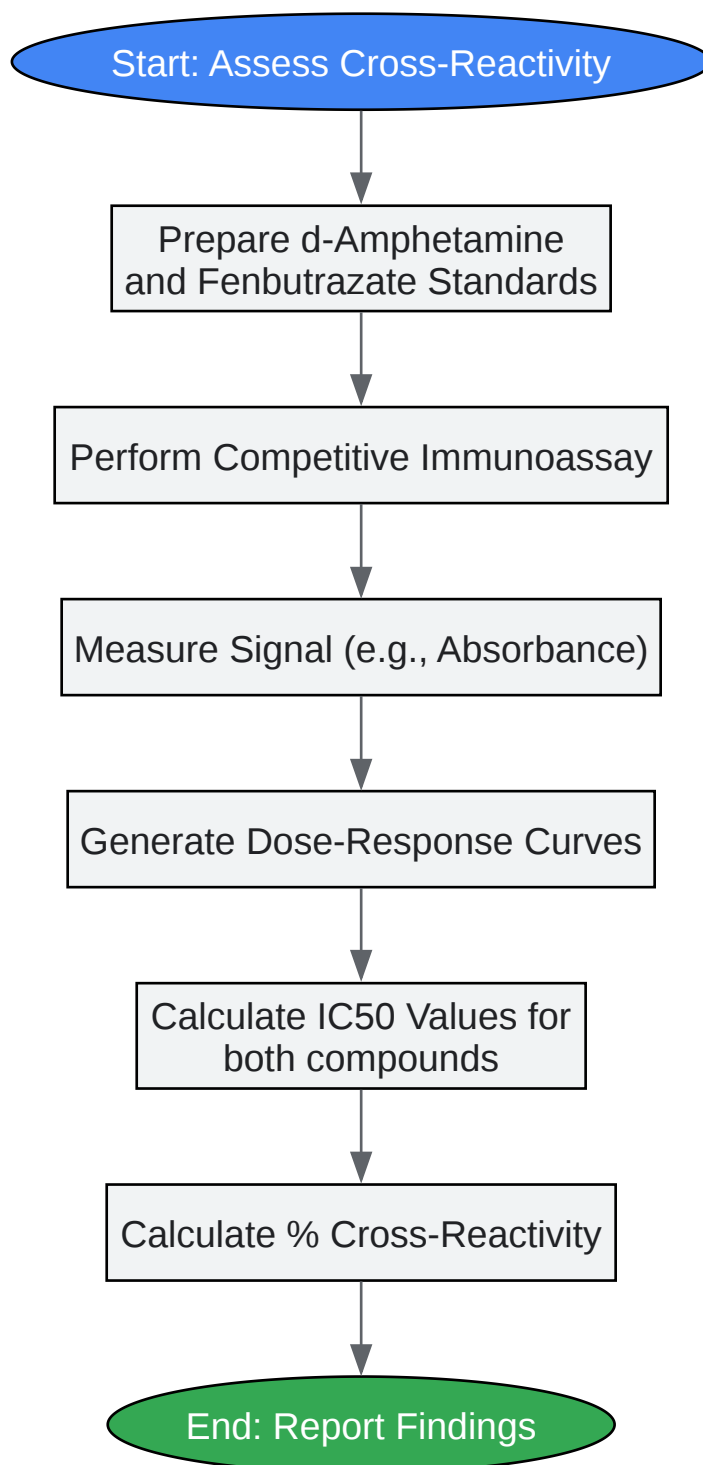 Start: Assess Cross-Reactivity
Prepare d-Amphetamine
and Fenbutrazate Standards
Perform Competitive Immunoassay
Measure Signal (e.g., Absorbance)
Generate Dose-Response Curves
Calculate IC50 Values for
both compounds
Calculate % Cross-Reactivity
End: Report Findings